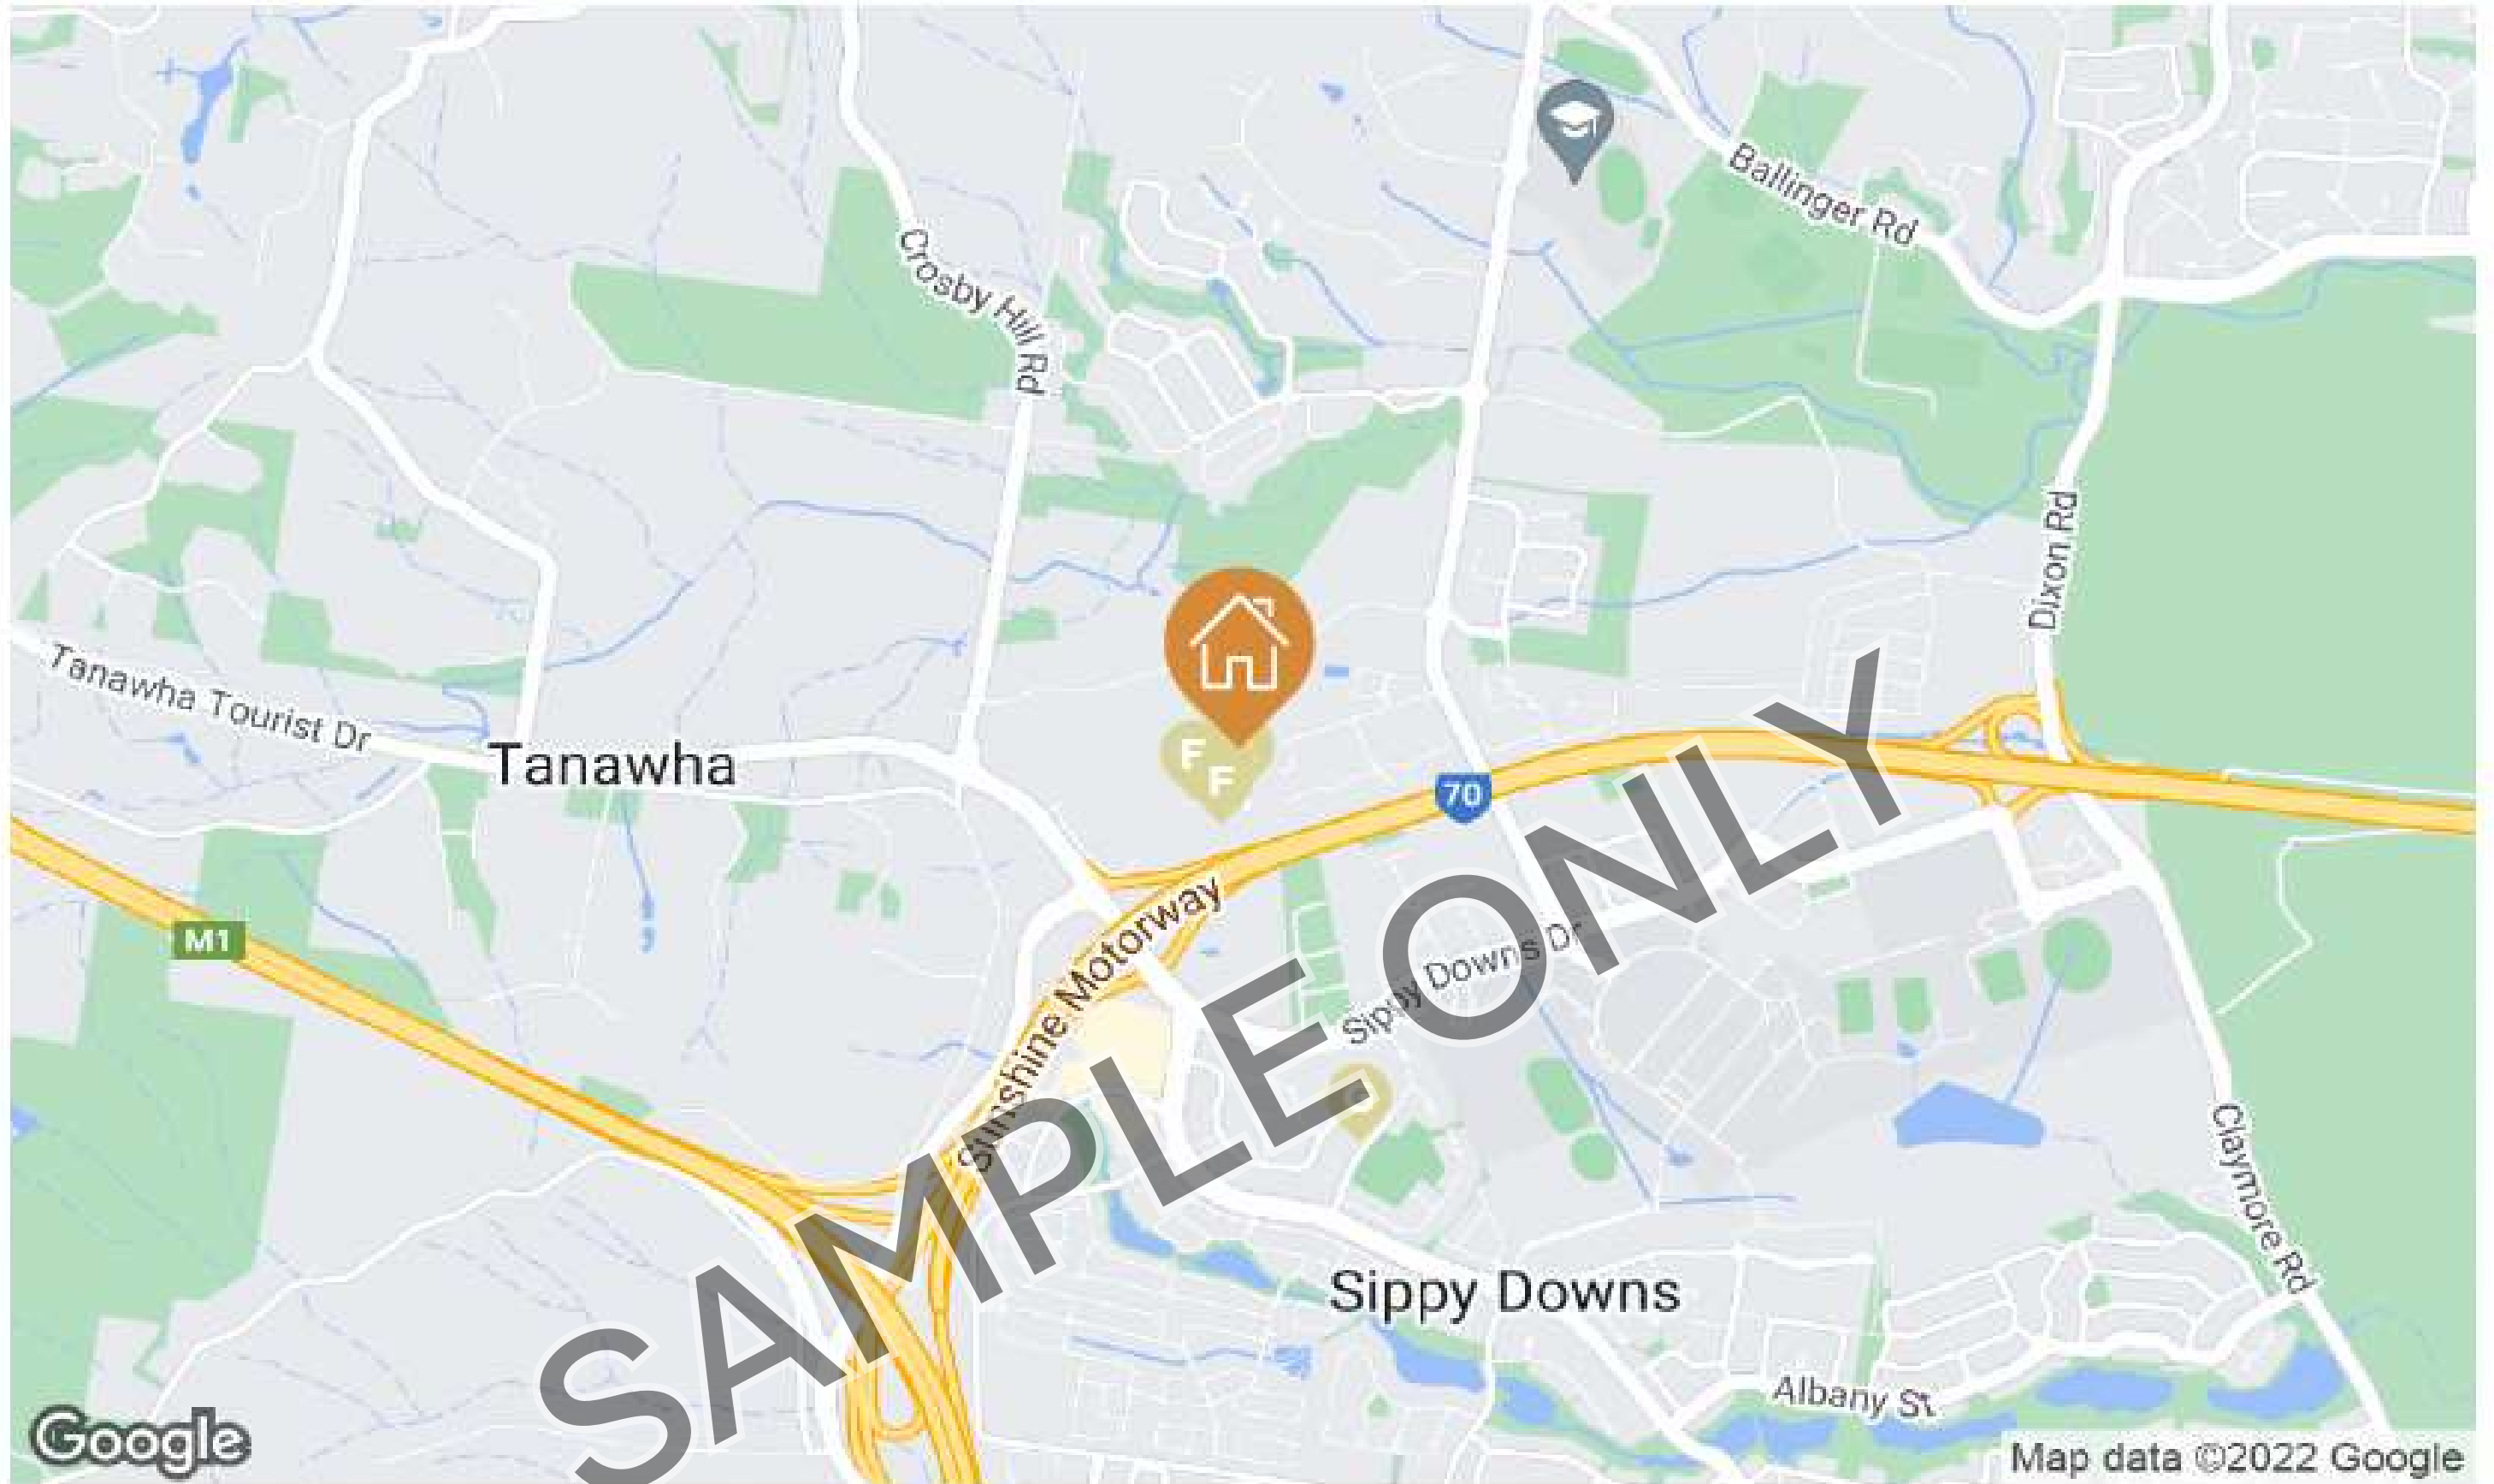 Ballinger Rd
Crosby Hill Rd
Dixon Rd
Tanawha Tourist Dr
Tanawha
F
F
70
M1
Sunshine Motorway
Sippy Downs Dr
SAMPLE ONLY
Claymore Rd
Sippy Downs
Albany St
Google
Map data ©2022 Google